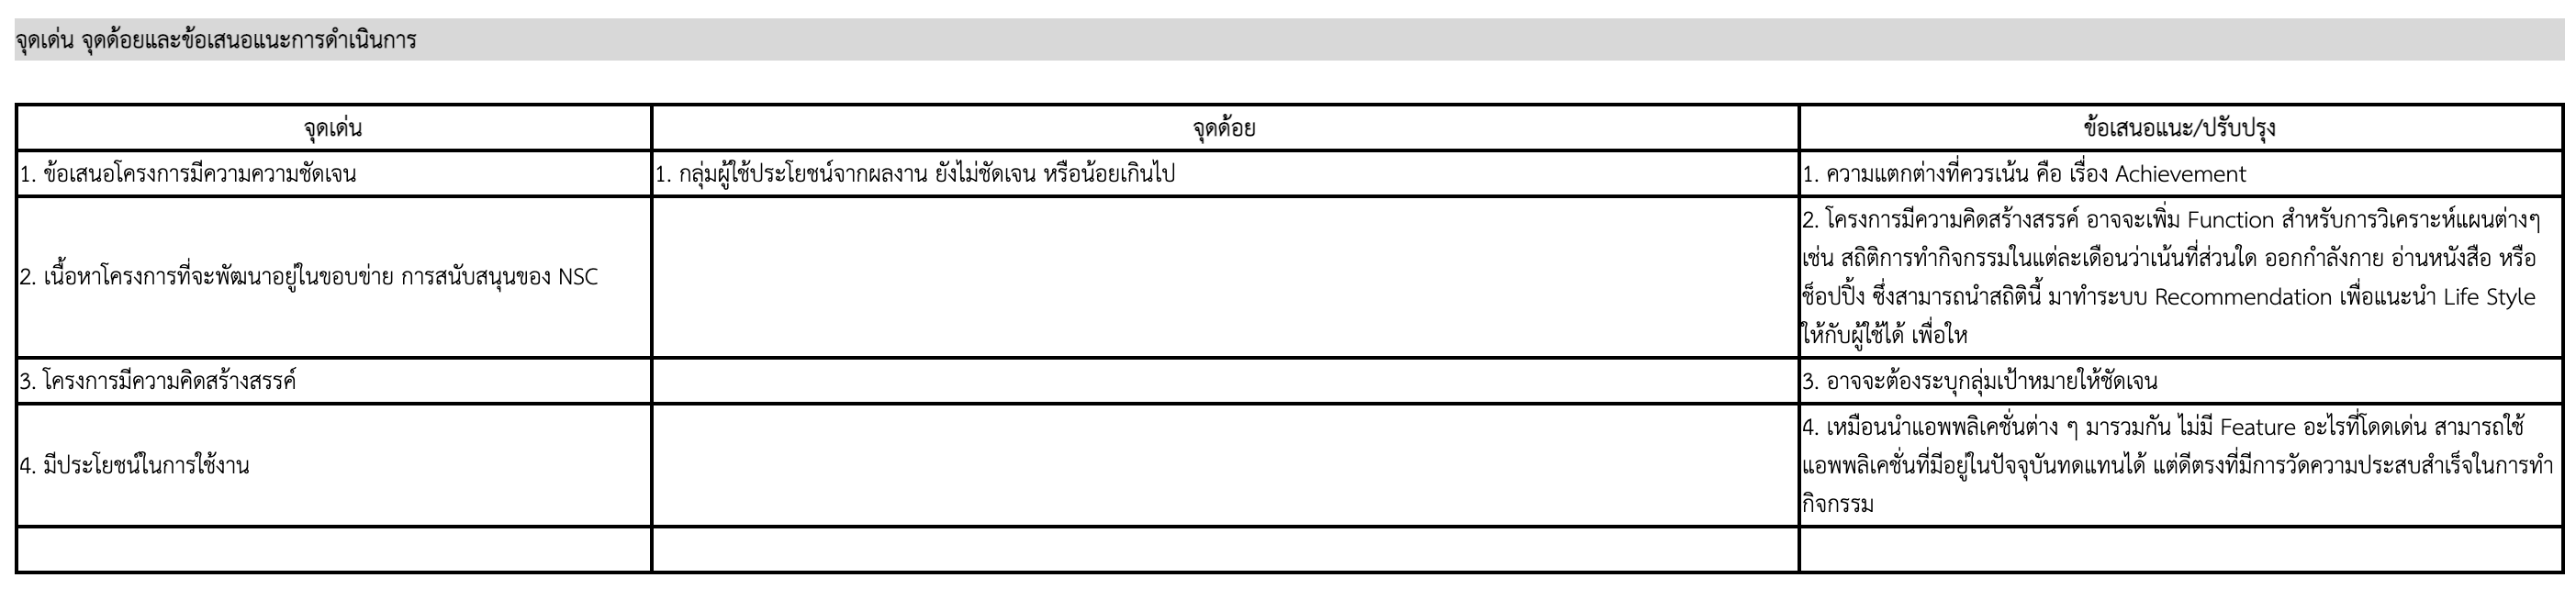 จุดเด่น จุดด้อยและข้อเสนอแนะการดำเนินการ
จุดเด่น
จุดด้อย
ข้อเสนอแนะ/ปรับปรุง
1. ข้อเสนอโครงการมีความความชัดเจน
1. กลุ่มผู้ใช้ประโยชน์จากผลงาน ยังไม่ชัดเจน หรือน้อยเกินไป
1. ความแตกต่างที่ควรเน้น คือ เรื่อง Achievement
2. เนื้อหาโครงการที่จะพัฒนาอยู่ในขอบข่าย การสนับสนุนของ NSC
2. โครงการมีความคิดสร้างสรรค์ อาจจะเพิ่ม Function สำหรับการวิเคราะห์แผนต่างๆ
เช่น สถิติการทำกิจกรรมในแต่ละเดือนว่าเน้นที่ส่วนใด ออกกำลังกาย อ่านหนังสือ หรือ
ช็อปปิ้ง ซึ่งสามารถนำสถิตินี้ มาทำระบบ Recommendation เพื่อแนะนำ Life Style
ให้กับผู้ใช้ได้ เพื่อให
3. โครงการมีความคิดสร้างสรรค์
3. อาจจะต้องระบุกลุ่มเป้าหมายให้ชัดเจน
4. มีประโยชน์ในการใช้งาน
4. เหมือนนำแอพพลิเคชั่นต่าง ๆ มารวมกัน ไม่มี Feature อะไรที่โดดเด่น สามารถใช้
แอพพลิเคชั่นที่มีอยู่ในปัจจุบันทดแทนได้ แต่ดีตรงที่มีการวัดความประสบสำเร็จในการทำ
กิจกรรม